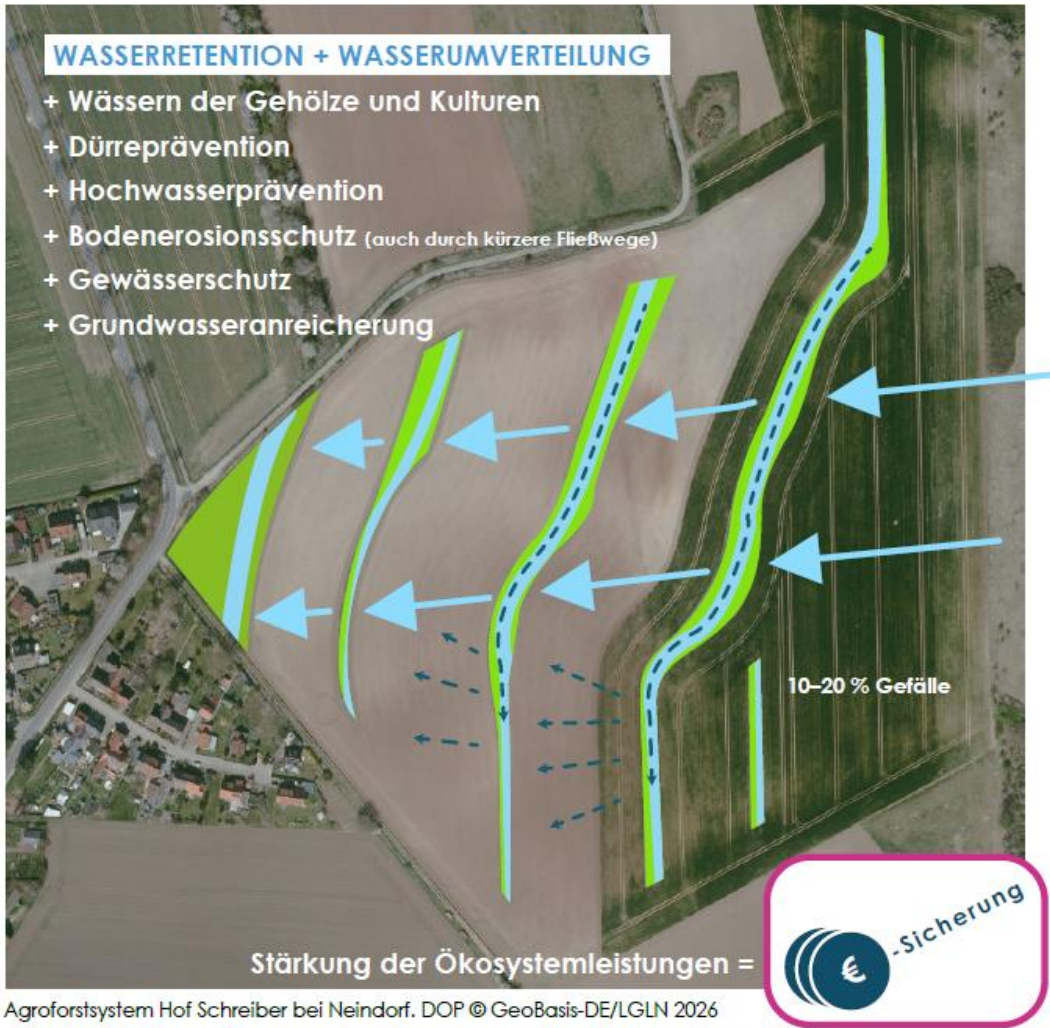 WASSERRETENTION + WASSERUMVERTEILUNG
+ Wässern der Gehölze und Kulturen
+ Dürreprävention
+ Hochwasserprävention
+ Bodenerosionsschutz (auch durch kürzere Fließwege)
+ Gewässerschutz
+ Grundwasseranreicherung
10–20 % Gefälle
Stärkung der Ökosystemleistungen =
€ -Sicherung
Agroforstsystem Hof Schreiber bei Neindorf. DOP © GeoBasis-DE/LGLN 2026